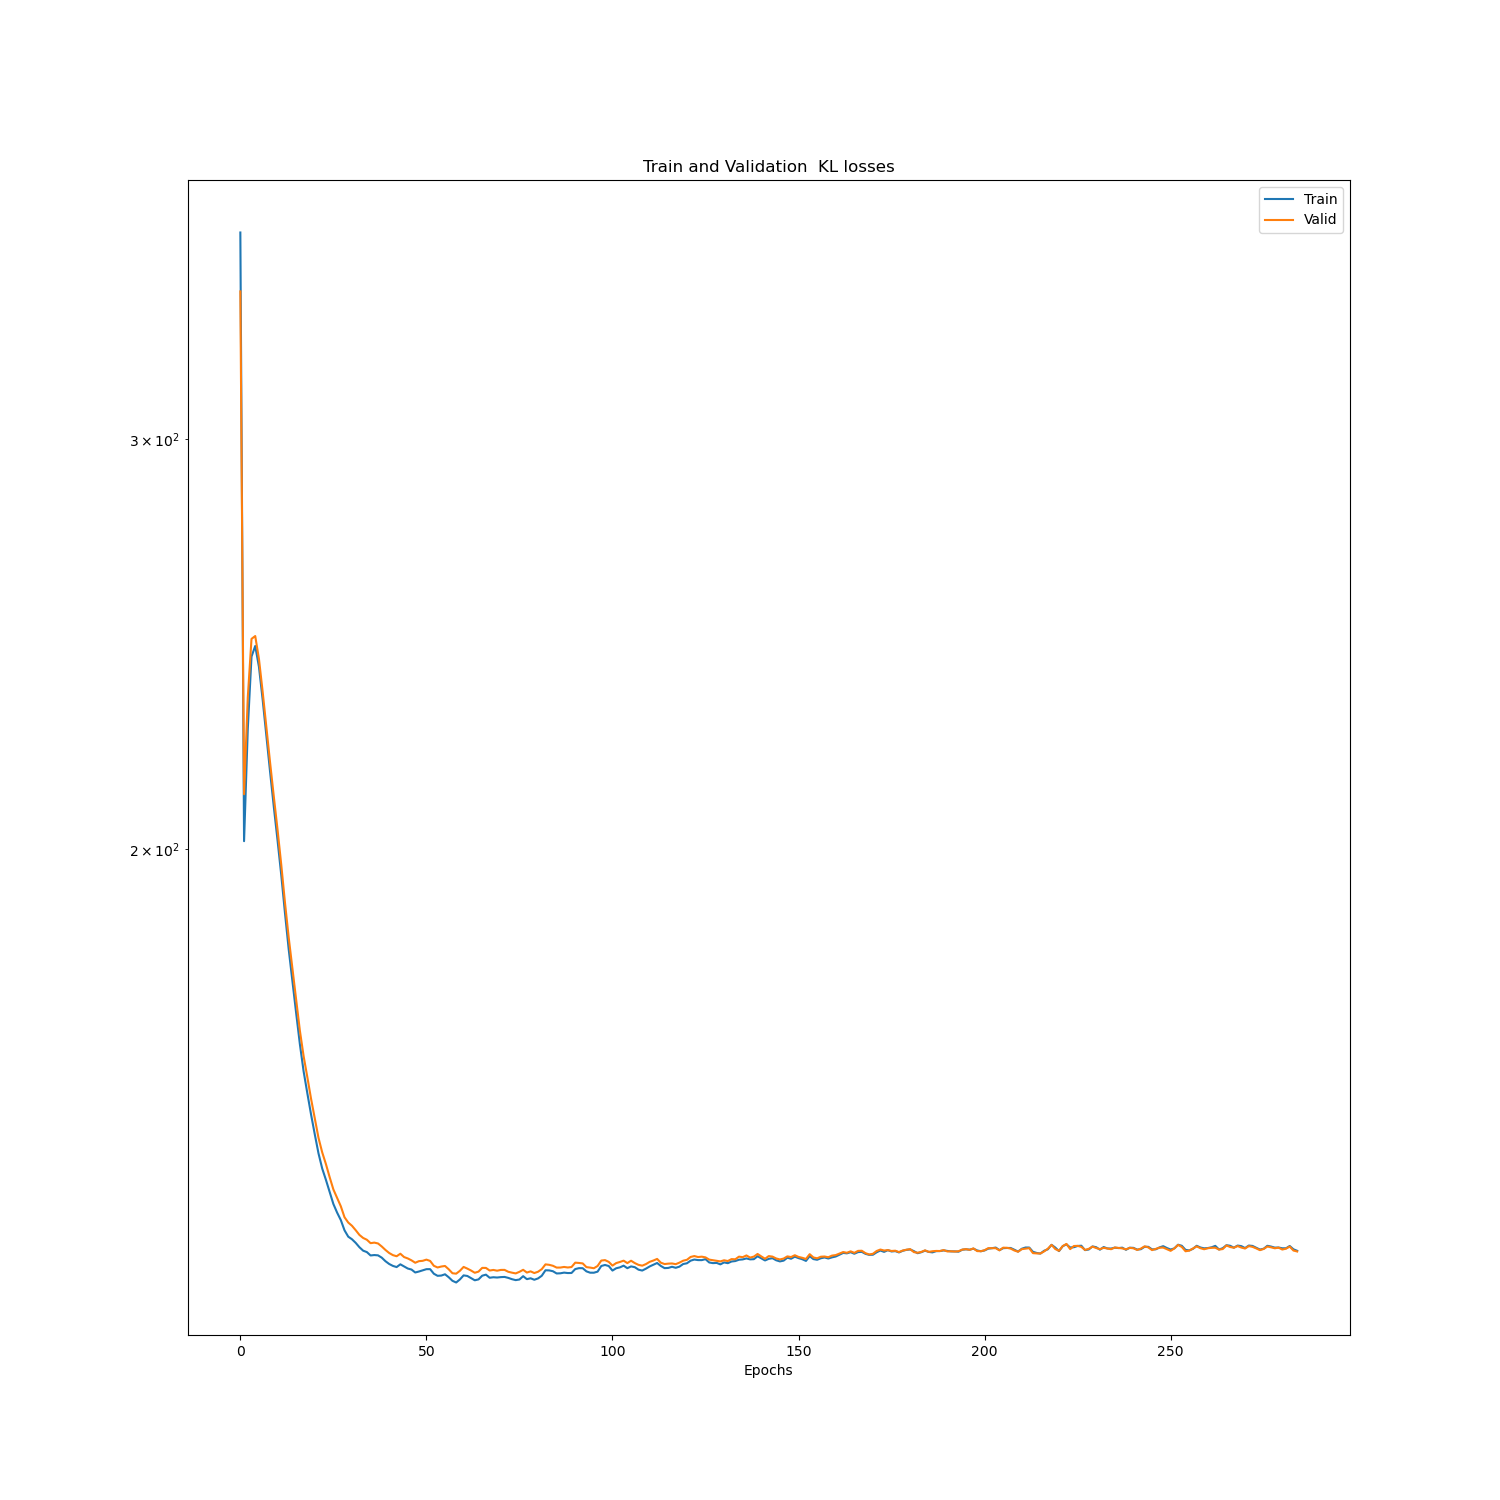 Train and Validation  KL losses
Train
Valid
3 × 10²
2 × 10²
0 50 100 150 200 250
Epochs